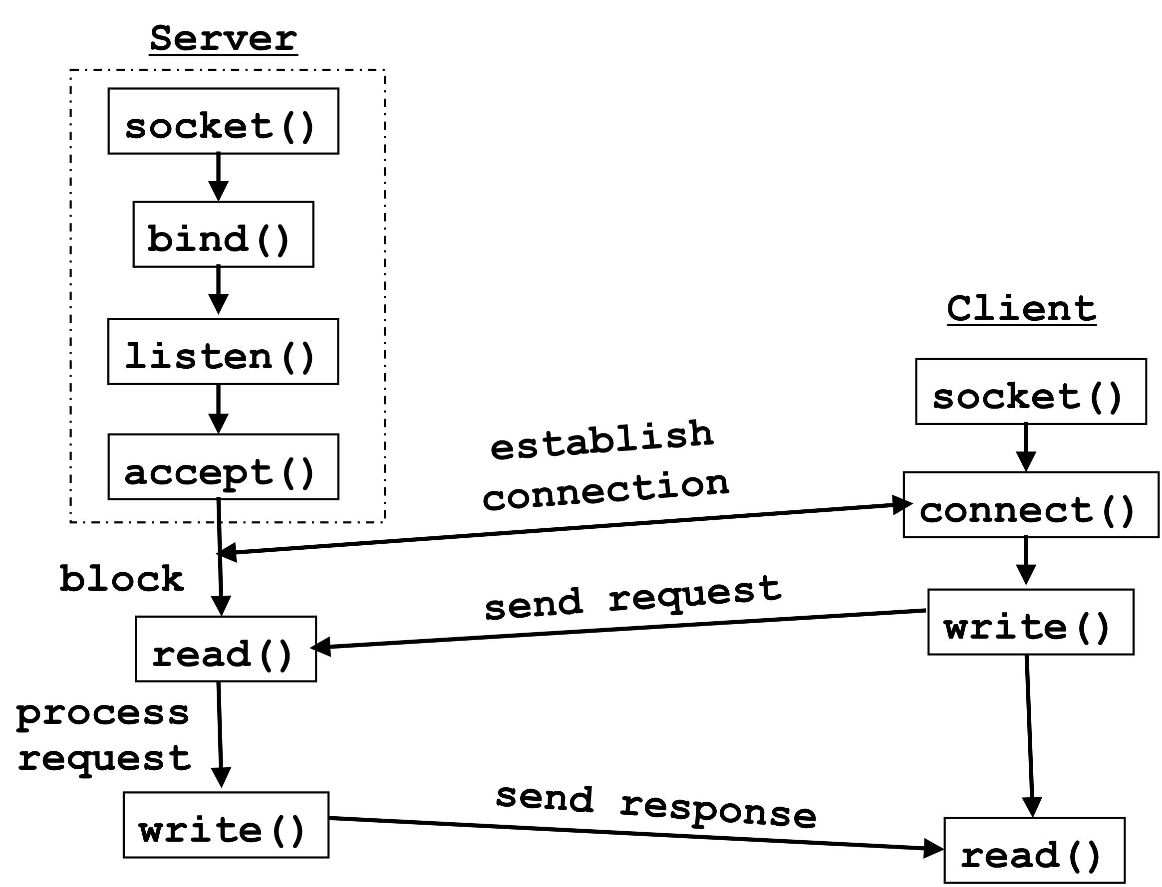 Server
socket()
bind()
listen()
accept()
block
read()
process
request
write()
establish
connection
send request
send response
Client
socket()
connect()
write()
read()